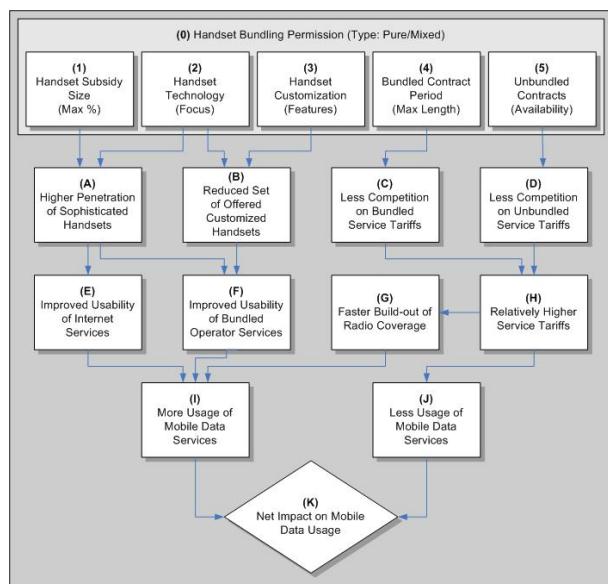 (0) Handset Bundling Permission (Type: Pure/Mixed)
(1)
Handset Subsidy
Size
(Max %)
(2)
Handset
Technology
(Focus)
(3)
Handset
Customization
(Features)
(4)
Bundled Contract
Period
(Max Length)
(5)
Unbundled
Contracts
(Availability)
(A)
Higher Penetration
of Sophisticated
Handsets
(B)
Reduced Set
of Offered
Customized
Handsets
(C)
Less Competition
on Bundled
Service Tariffs
(D)
Less Competition
on Unbundled
Service Tariffs
(E)
Improved Usability
of Internet
Services
(F)
Improved Usability
of Bundled
Operator Services
(G)
Faster Build-out of
Radio Coverage
(H)
Relatively Higher
Service Tariffs
(I)
More Usage of
Mobile Data
Services
(J)
Less Usage of
Mobile Data
Services
(K)
Net Impact on Mobile
Data Usage